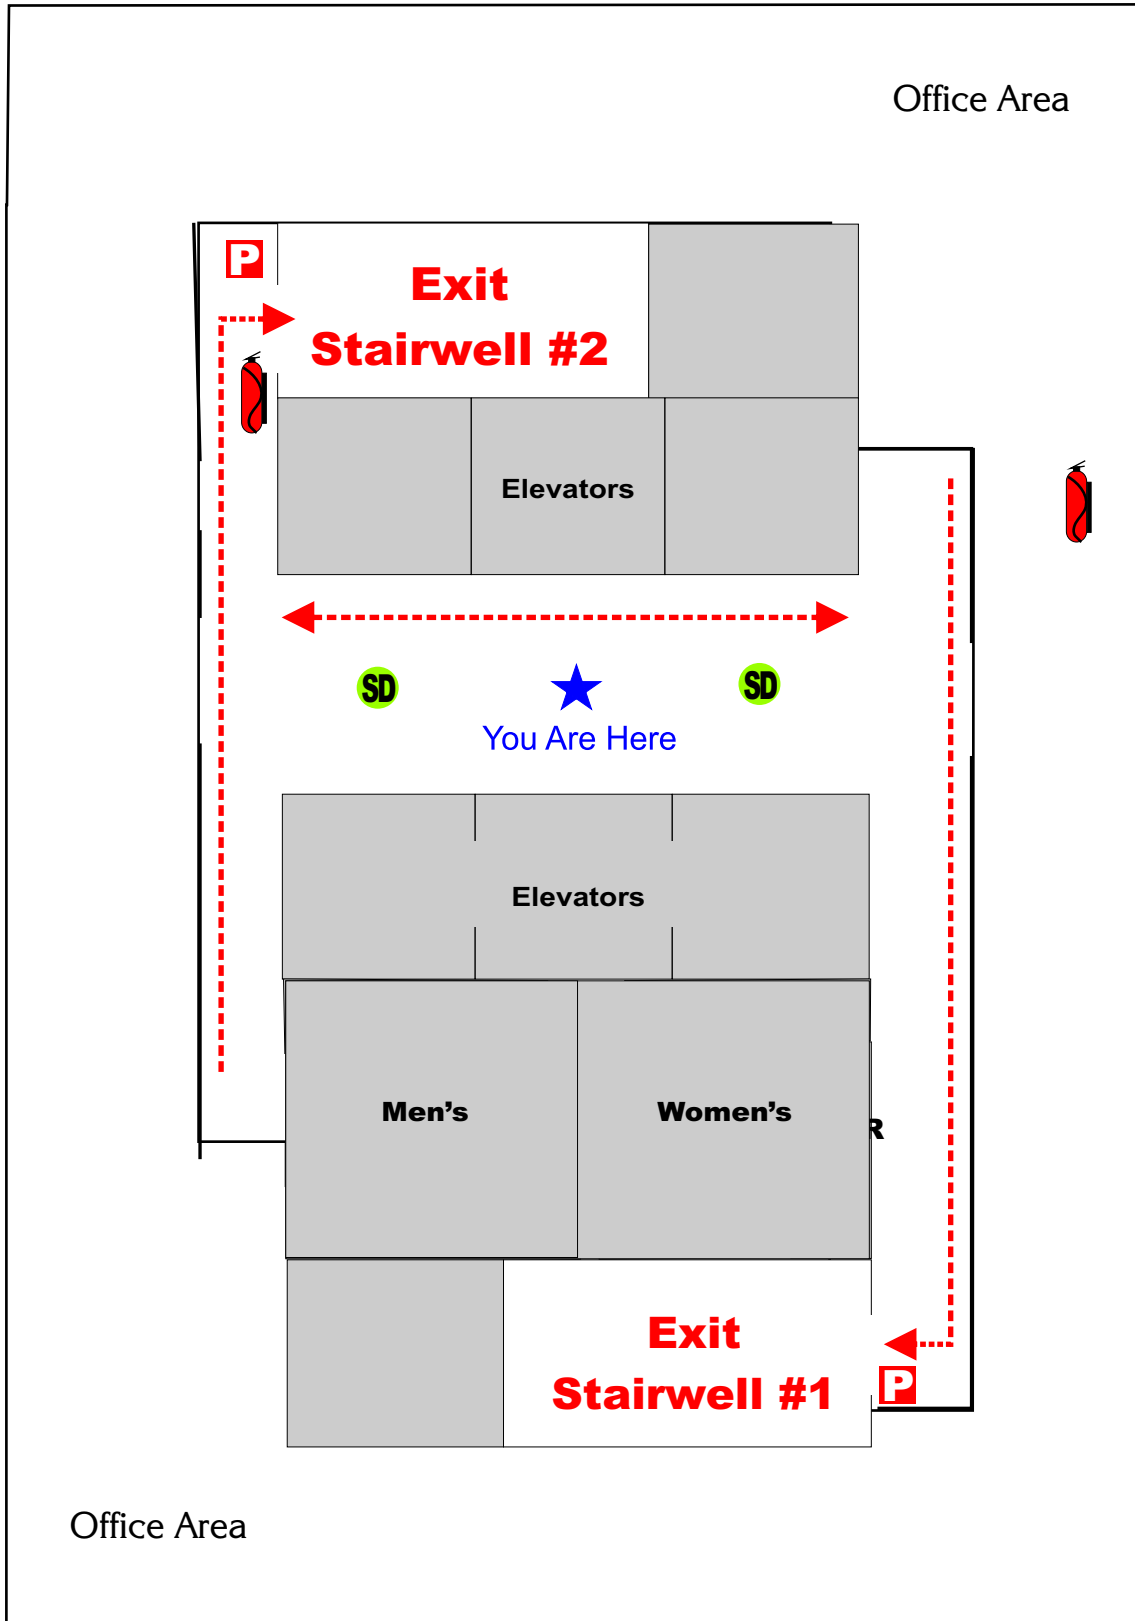 Office Area
P
Exit
Stairwell #2
Elevators
SD
SD
You Are Here
Elevators
Men’s
Women’s
R
Exit
Stairwell #1
P
Office Area